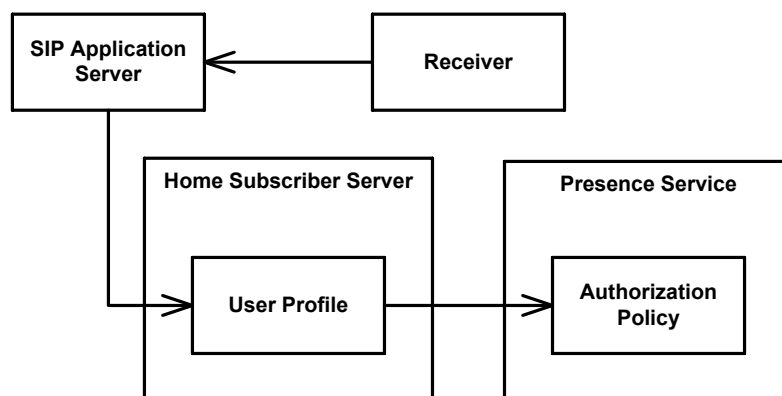 SIP Application
Server
Receiver
Home Subscriber Server
Presence Service
User Profile
Authorization
Policy